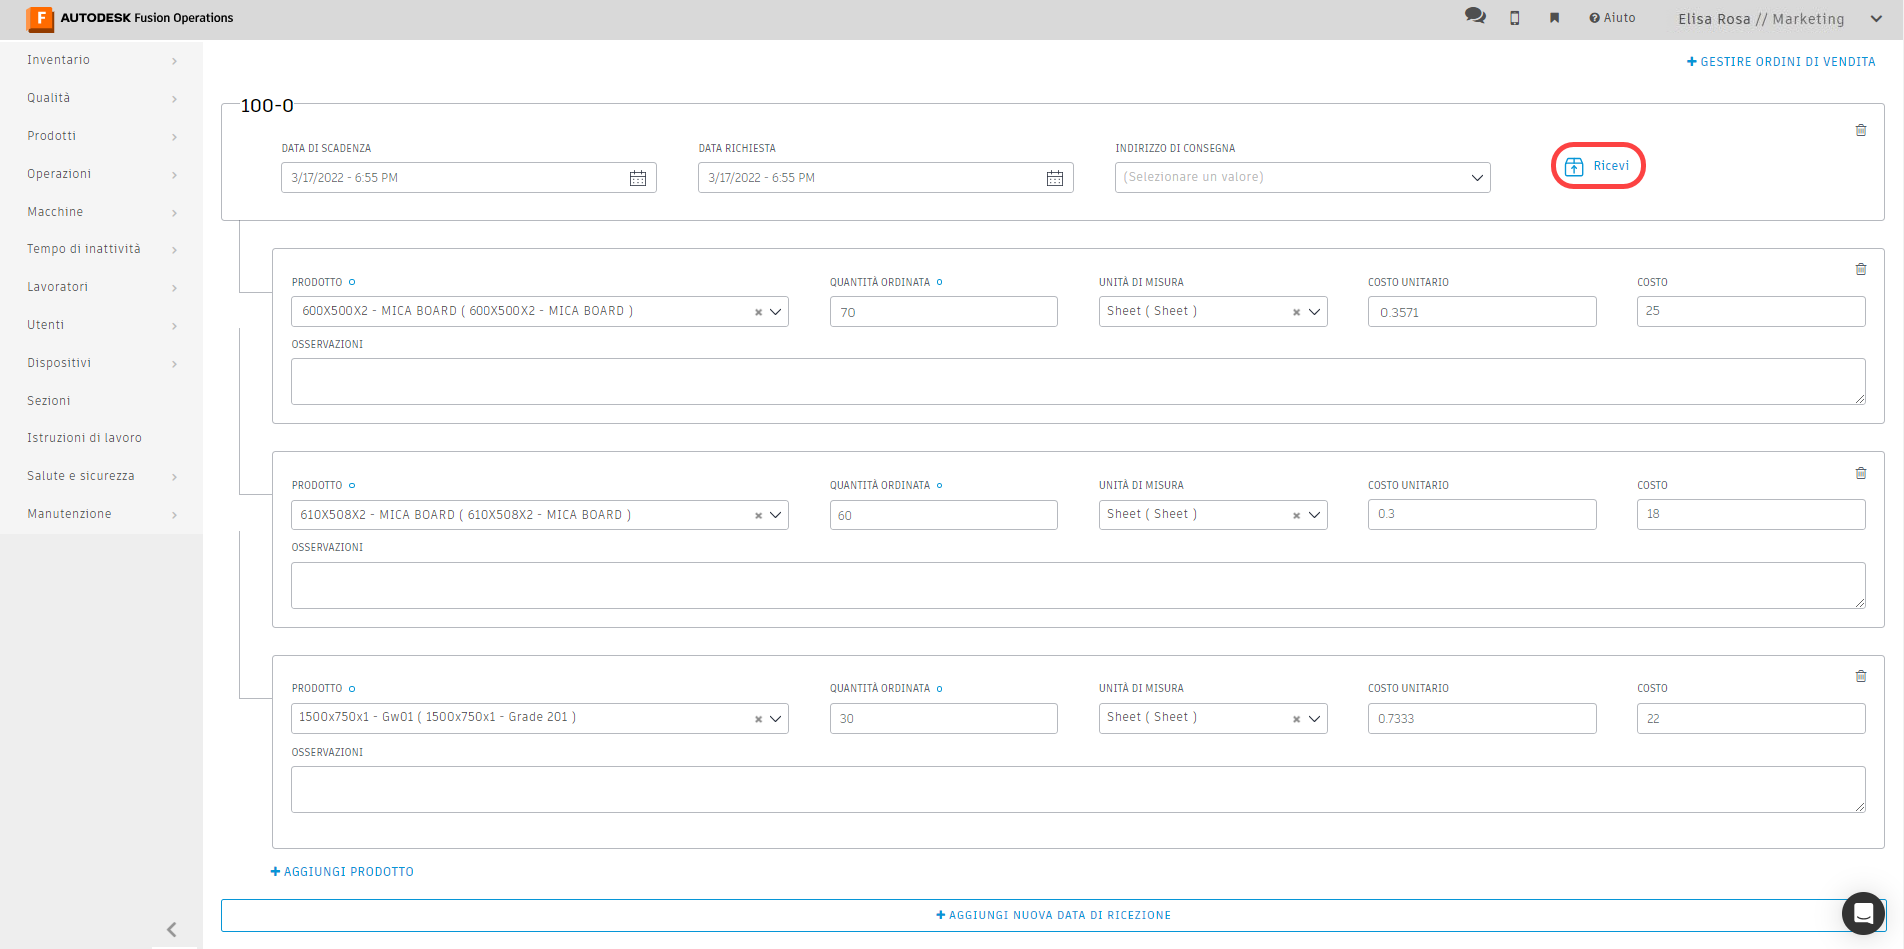 F AUTODESK Fusion Operations
Aiuto
Elisa Rosa // Marketing
Inventario
Qualità
Prodotti
Operazioni
Macchine
Tempo di inattività
Lavoratori
Utenti
Dispositivi
Sezioni
Istruzioni di lavoro
Salute e sicurezza
Manutenzione
+ GESTIRE ORDINI DI VENDITA
100-0
DATA DI SCADENZA DATA RICHIESTA INDIRIZZO DI CONSEGNA
3/17/2022 - 6:55 PM 3/17/2022 - 6:55 PM (Selezionare un valore) Ricevi
PRODOTTO QUANTITÀ ORDINATA UNITÀ DI MISURA COSTO UNITARIO COSTO
600X500X2 - MICA BOARD ( 600X500X2 - MICA BOARD ) 70 Sheet ( Sheet ) 0.3571 25
OSSERVAZIONI
PRODOTTO QUANTITÀ ORDINATA UNITÀ DI MISURA COSTO UNITARIO COSTO
610X508X2 - MICA BOARD ( 610X508X2 - MICA BOARD ) 60 Sheet ( Sheet ) 0.3 18
OSSERVAZIONI
PRODOTTO QUANTITÀ ORDINATA UNITÀ DI MISURA COSTO UNITARIO COSTO
1500x750x1 - Gw01 ( 1500x750x1 - Grade 201 ) 30 Sheet ( Sheet ) 0.7333 22
OSSERVAZIONI
+ AGGIUNGI PRODOTTO
+ AGGIUNGI NUOVA DATA DI RICEZIONE